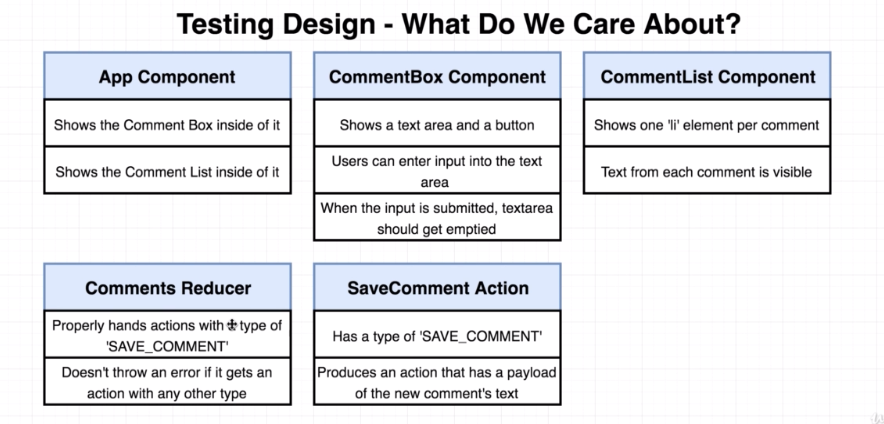 Testing Design - What Do We Care About?
App Component
Shows the Comment Box inside of it
Shows the Comment List inside of it
CommentBox Component
Shows a text area and a button
Users can enter input into the text
area
When the input is submitted, textarea
should get emptied
CommentList Component
Shows one 'li' element per comment
Text from each comment is visible
Comments Reducer
Properly hands actions with type of
'SAVE_COMMENT'
Doesn't throw an error if it gets an
action with any other type
SaveComment Action
Has a type of 'SAVE_COMMENT'
Produces an action that has a payload
of the new comment's text